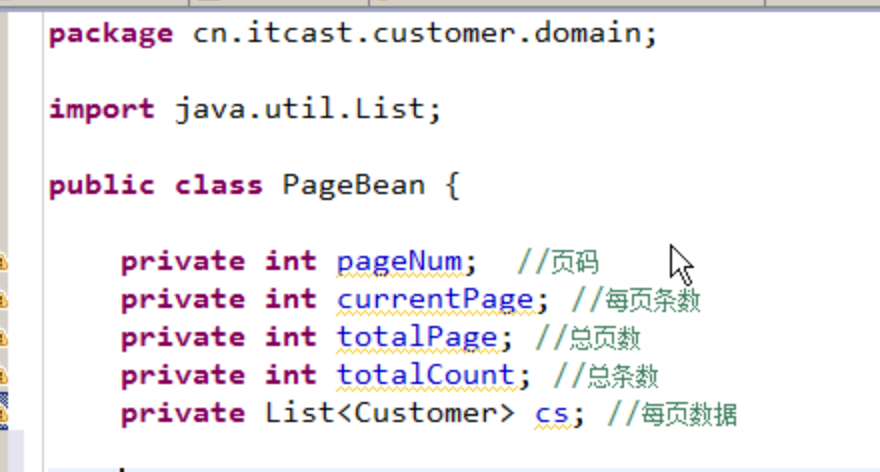 package cn.itcast.customer.domain;
import java.util.List;
public class PageBean {
private int pageNum;  //页码
private int currentPage; //每页条数
private int totalPage; //总页数
private int totalCount; //总条数
private List<Customer> cs; //每页数据